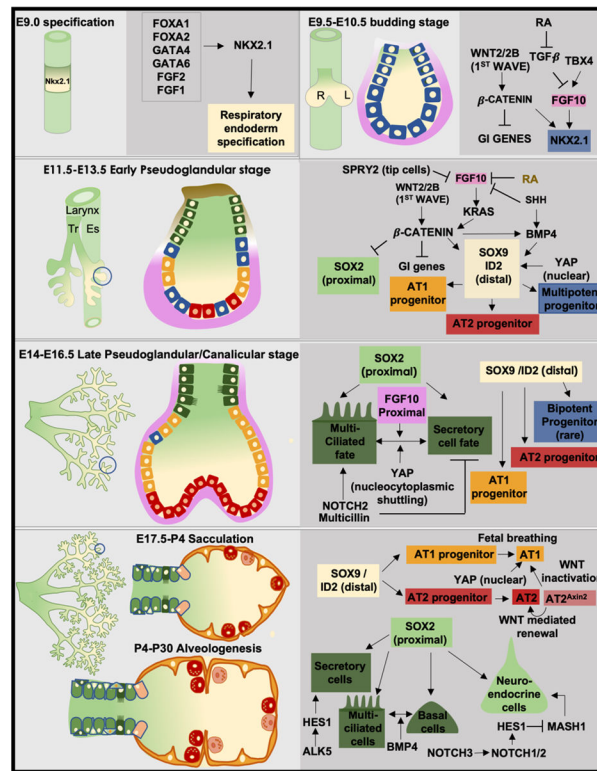 E9.0 specification
Nkx2.1
FOXA1
FOXA2
GATA4
GATA6
FGF2
FGF1
NKX2.1
Respiratory
endoderm
specification
E9.5-E10.5 budding stage
R L
RA
WNT2/2B
(1ST WAVE)
TGFβ
TBX4
β-CATENIN
FGF10
GI GENES
NKX2.1
E11.5-E13.5 Early Pseudoglandular stage
Larynx
Tr Es
SPRY2 (tip cells)
FGF10
RA
WNT2/2B
(1ST WAVE)
KRAS
SHH
β-CATENIN
BMP4
SOX2
(proximal)
GI genes
SOX9
ID2
(distal)
YAP
(nuclear)
AT1
progenitor
Multipotent
progenitor
AT2 progenitor
E14-E16.5 Late Pseudoglandular/Canalicular stage
SOX2
(proximal)
SOX9 /ID2 (distal)
FGF10
Proximal
Multi-
Ciliated
fate
Secretory
cell fate
Bipotent
Progenitor
(rare)
YAP
(nucleocytoplasmic
shuttling)
AT2 progenitor
AT1
progenitor
NOTCH2
Multicillin
E17.5-P4 Sacculation
P4-P30 Alveologenesis
Fetal breathing
SOX9 /
ID2 (distal)
AT1 progenitor
AT1
YAP (nuclear)
WNT
inactivation
AT2 progenitor
AT2
AT2Axin2
WNT mediated
renewal
SOX2
(proximal)
Secretory
cells
Multi-
ciliated cells
Basal
cells
Neuro-
endocrine
cells
HES1
ALK5
BMP4
HES1
MASH1
NOTCH3
NOTCH1/2